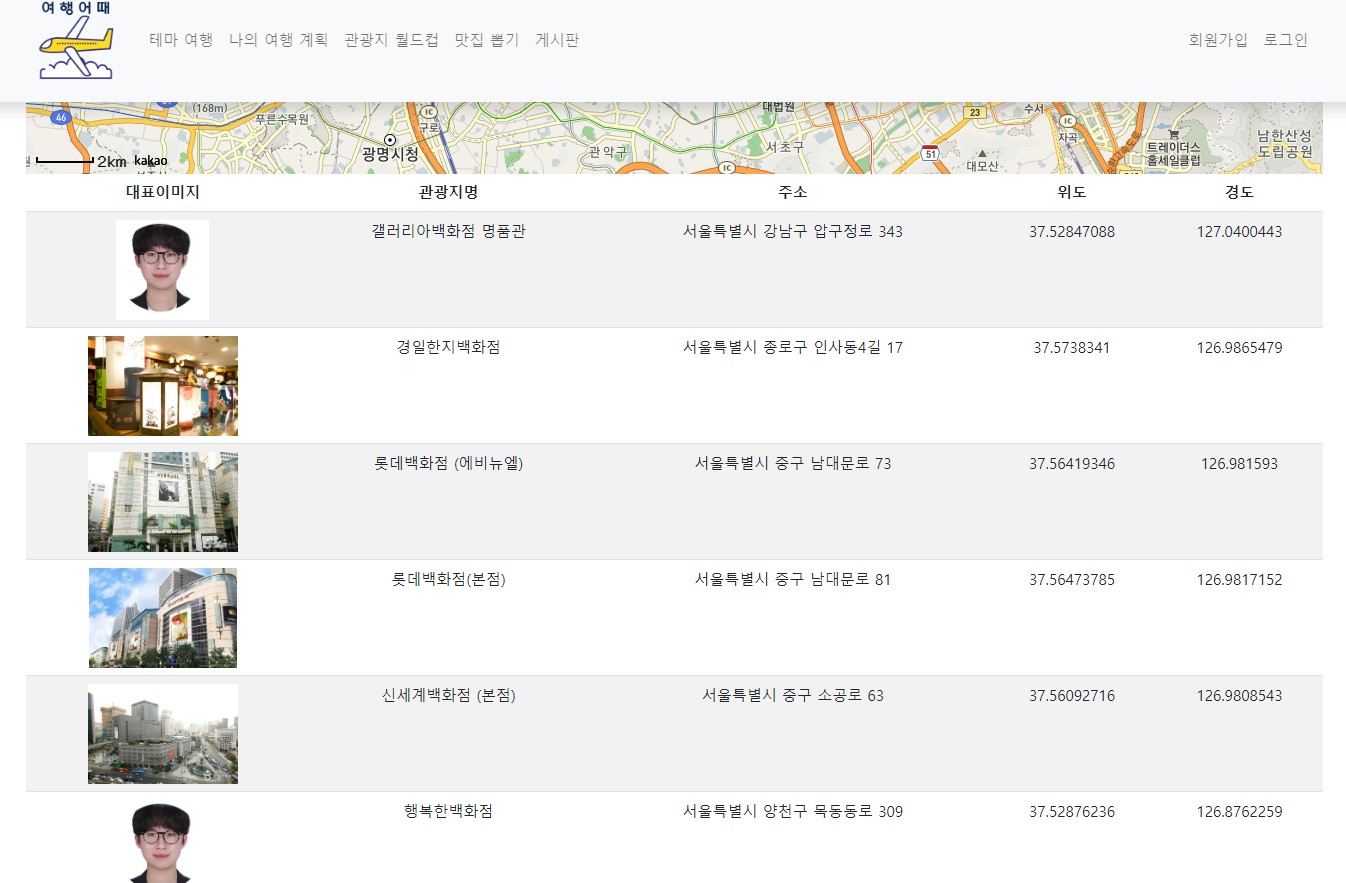 여행어때
테마 여행 나의 여행 계획 관광지 월드컵 맛집 뽑기 게시판 회원가입 로그인
46
(168m)
푸른수목원
IC
구로
대법원
23
수서
IC
자곡
광명시청
관악구
서초구
51
대모산
트레이더스
홀세일클럽
남한산성
도립공원
2km kakao
IC
대표이미지 관광지명 주소 위도 경도
갤러리아백화점 명품관 서울특별시 강남구 압구정로 343 37.52847088 127.0400443
경일한지백화점 서울특별시 종로구 인사동4길 17 37.5738341 126.9865479
롯데백화점 (에비뉴엘) 서울특별시 중구 남대문로 73 37.56419346 126.981593
롯데백화점(본점) 서울특별시 중구 남대문로 81 37.56473785 126.9817152
신세계백화점 (본점) 서울특별시 중구 소공로 63 37.56092716 126.9808543
행복한백화점 서울특별시 양천구 목동동로 309 37.52876236 126.8762259